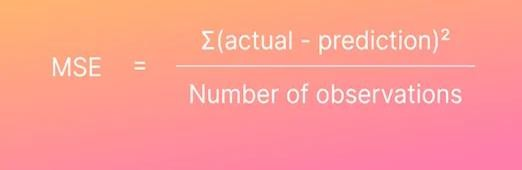 MSE = Σ(actual - prediction)²
Number of observations